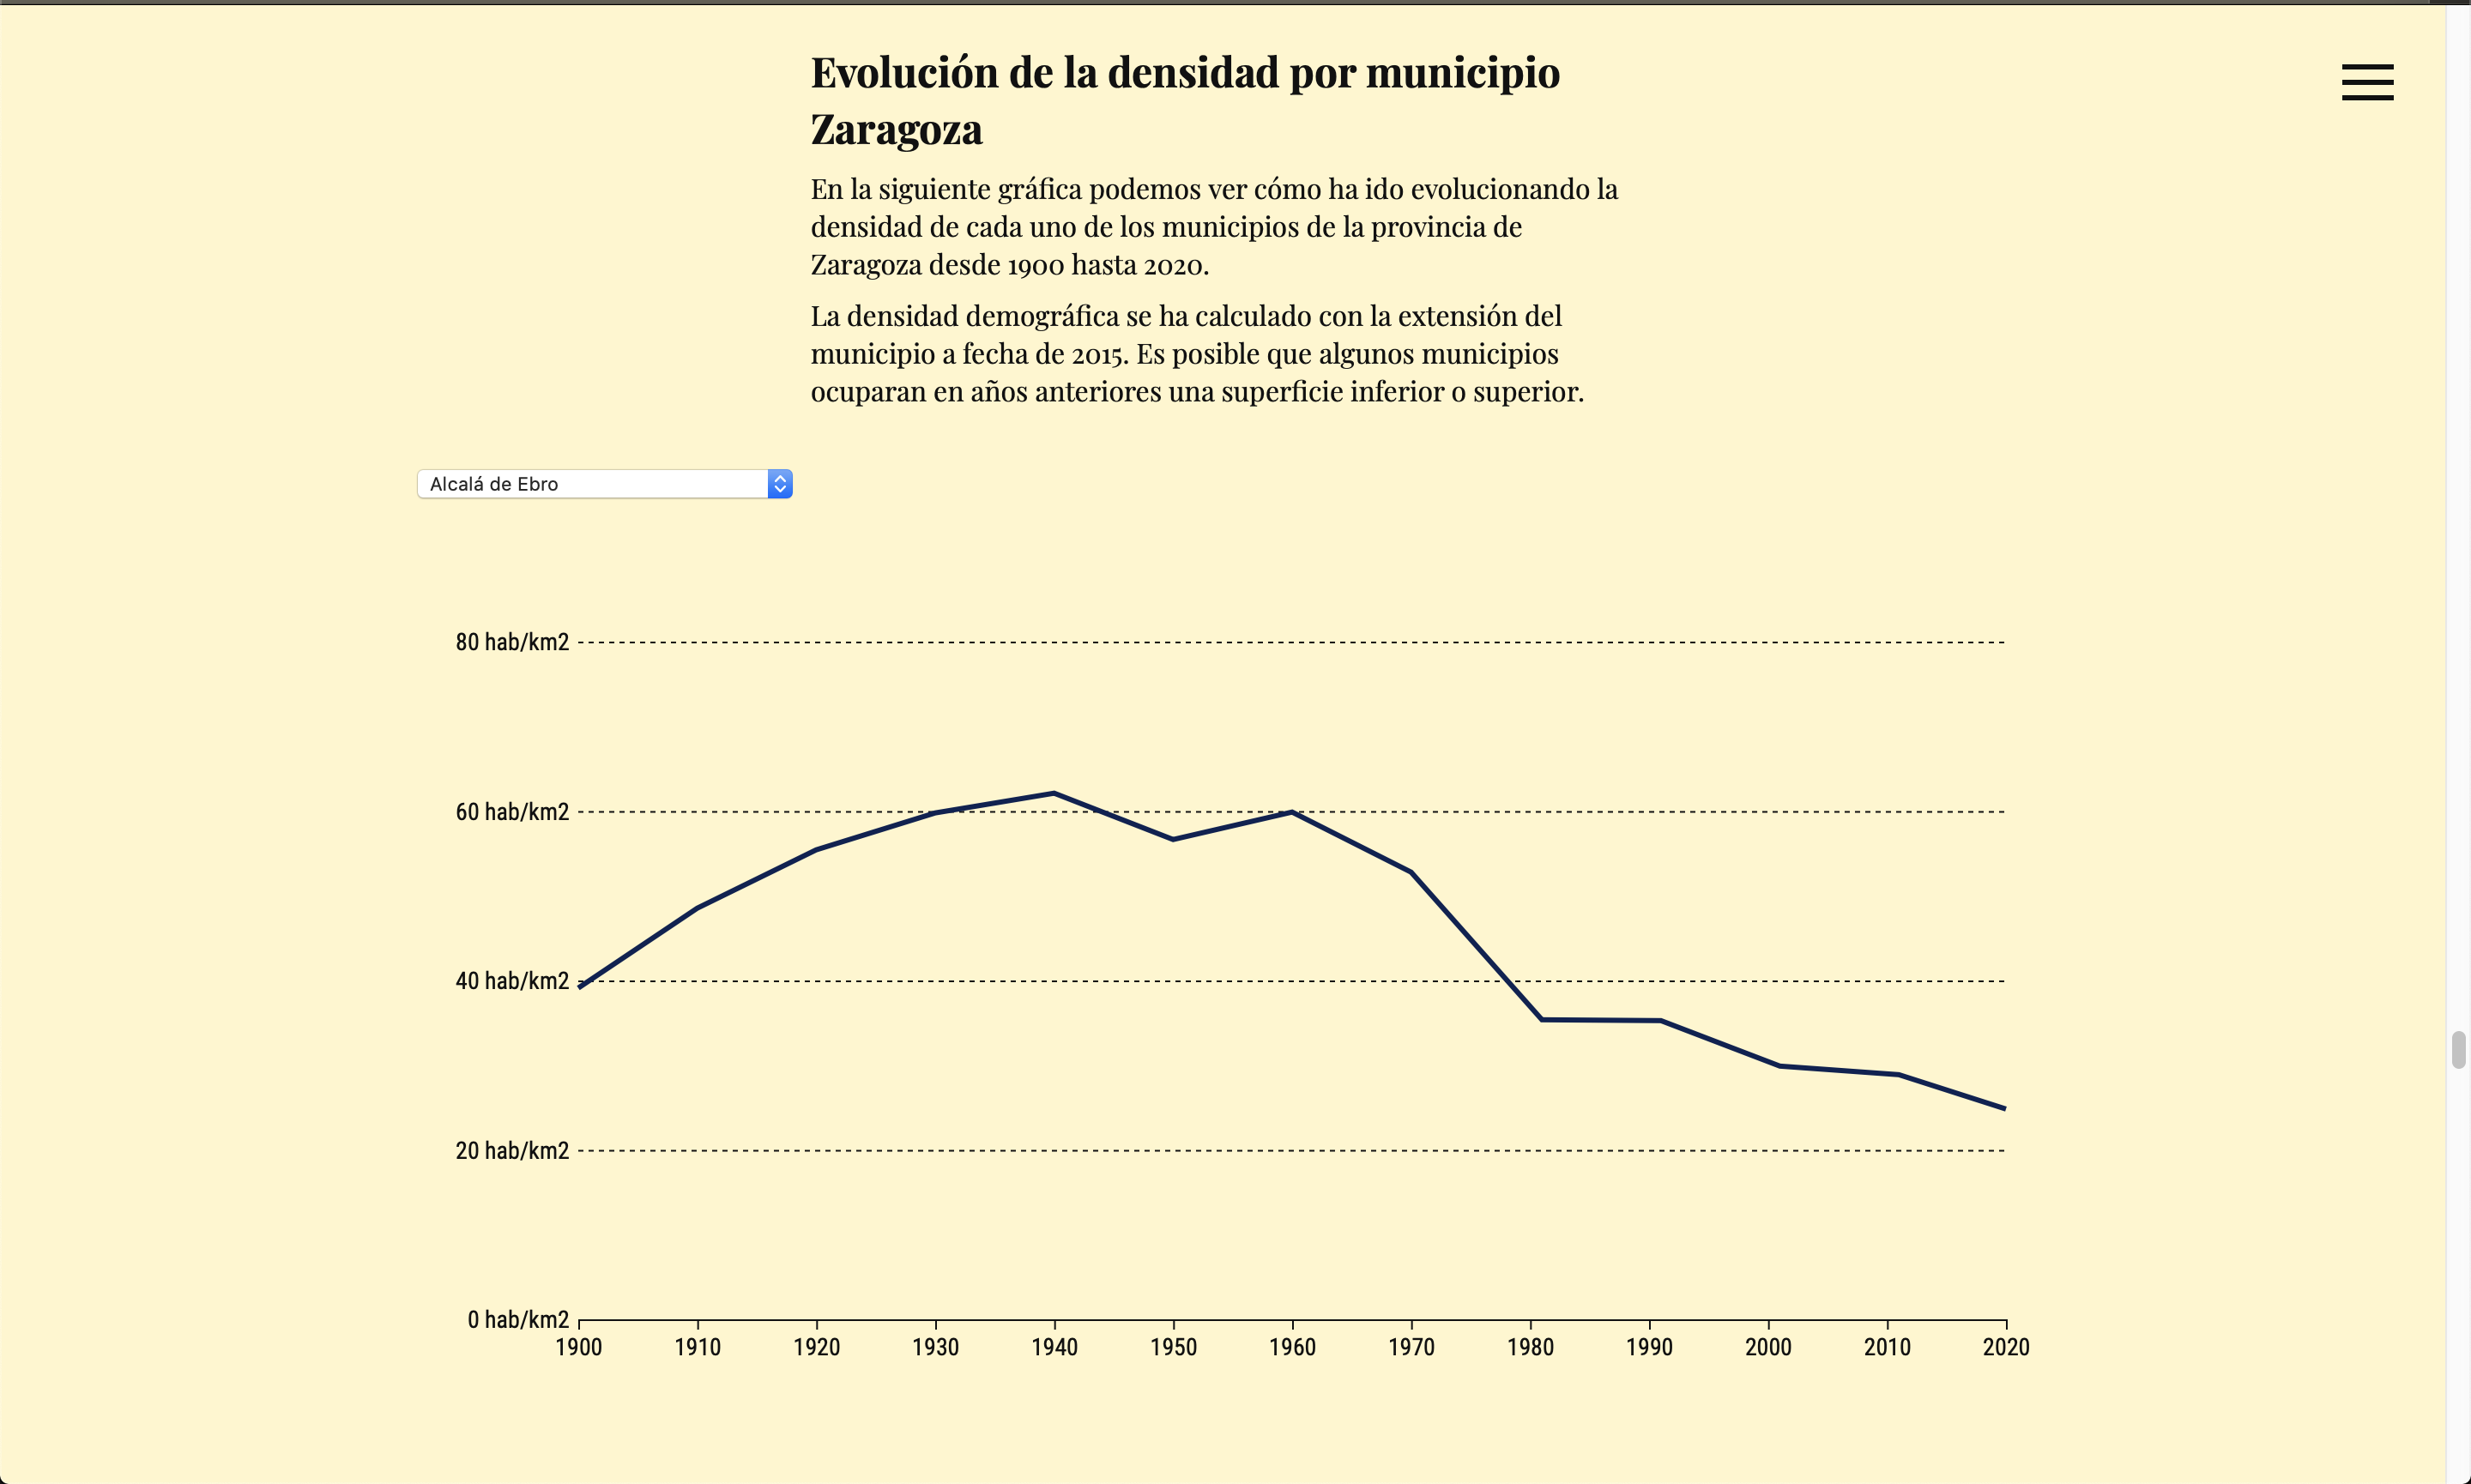 Evolución de la densidad por municipio
Zaragoza
En la siguiente gráfica podemos ver cómo ha ido evolucionando la
densidad de cada uno de los municipios de la provincia de
Zaragoza desde 1900 hasta 2020.
La densidad demográfica se ha calculado con la extensión del
municipio a fecha de 2015. Es posible que algunos municipios
ocuparan en años anteriores una superficie inferior o superior.
Alcalá de Ebro
80 hab/km2
60 hab/km2
40 hab/km2
20 hab/km2
0 hab/km2
1900 1910 1920 1930 1940 1950 1960 1970 1980 1990 2000 2010 2020